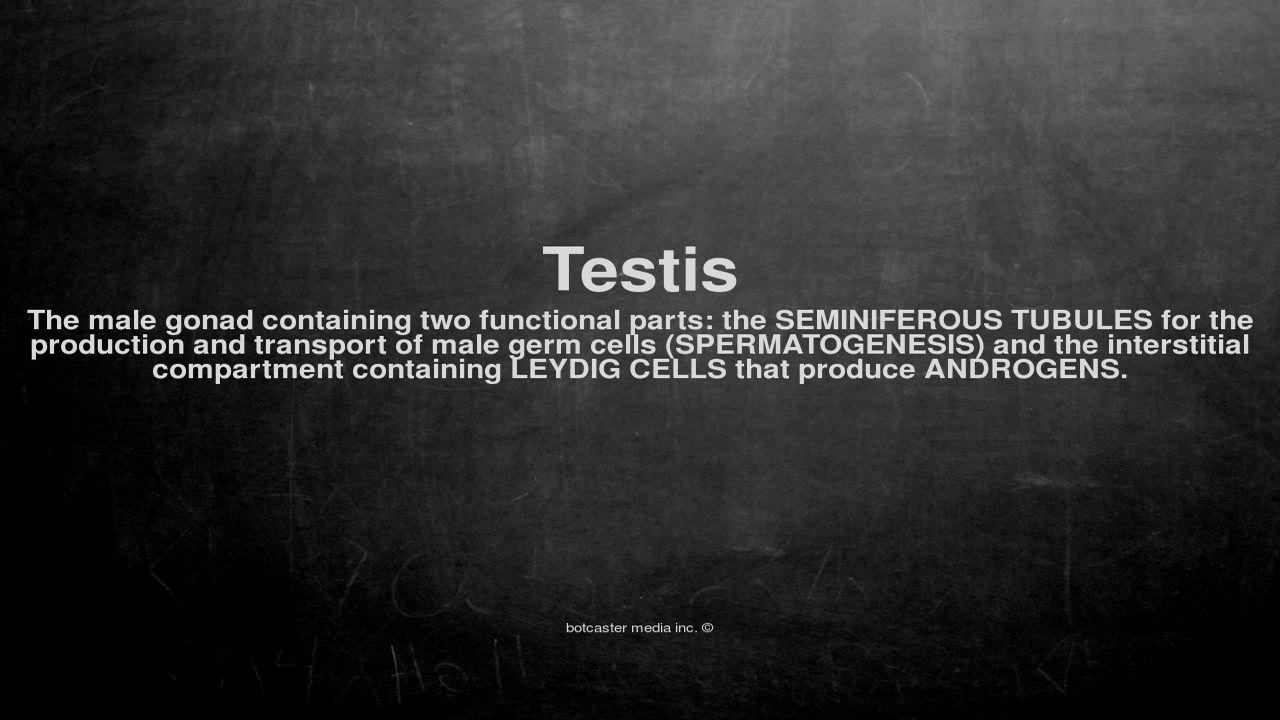 Testis
The male gonad containing two functional parts: the SEMINIFEROUS TUBULES for the
production and transport of male germ cells (SPERMATOGENESIS) and the interstitial
compartment containing LEYDIG CELLS that produce ANDROGENS.
botcaster media inc. ©